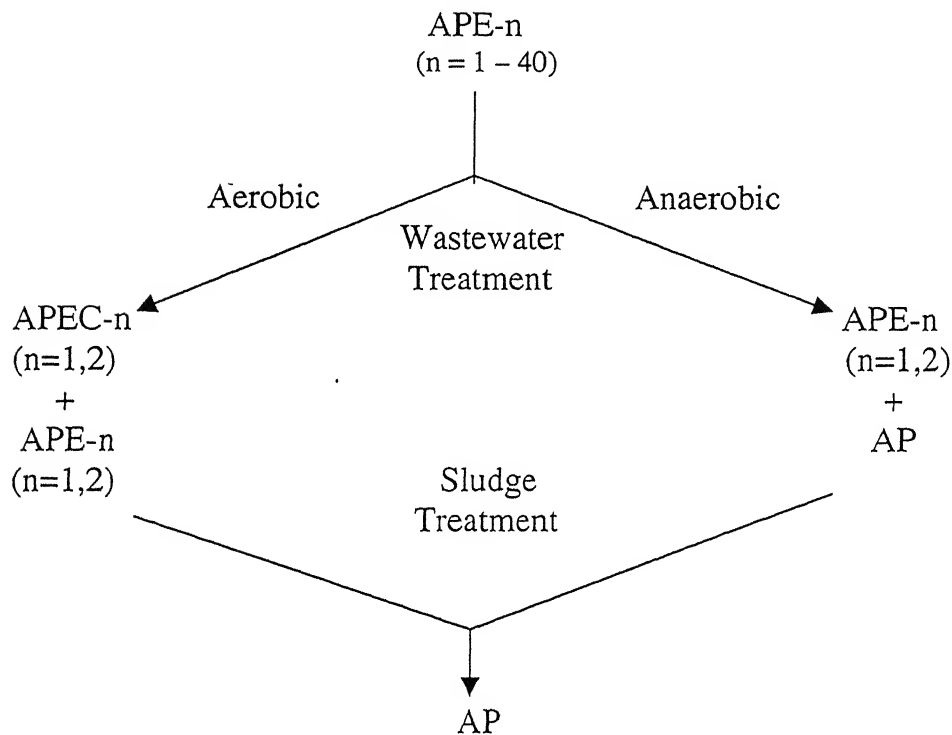 APE-n
(n = 1 – 40)
Aerobic
Anaerobic
Wastewater
Treatment
APEC-n
(n=1,2)
+
APE-n
(n=1,2)
APE-n
(n=1,2)
+
AP
Sludge
Treatment
AP